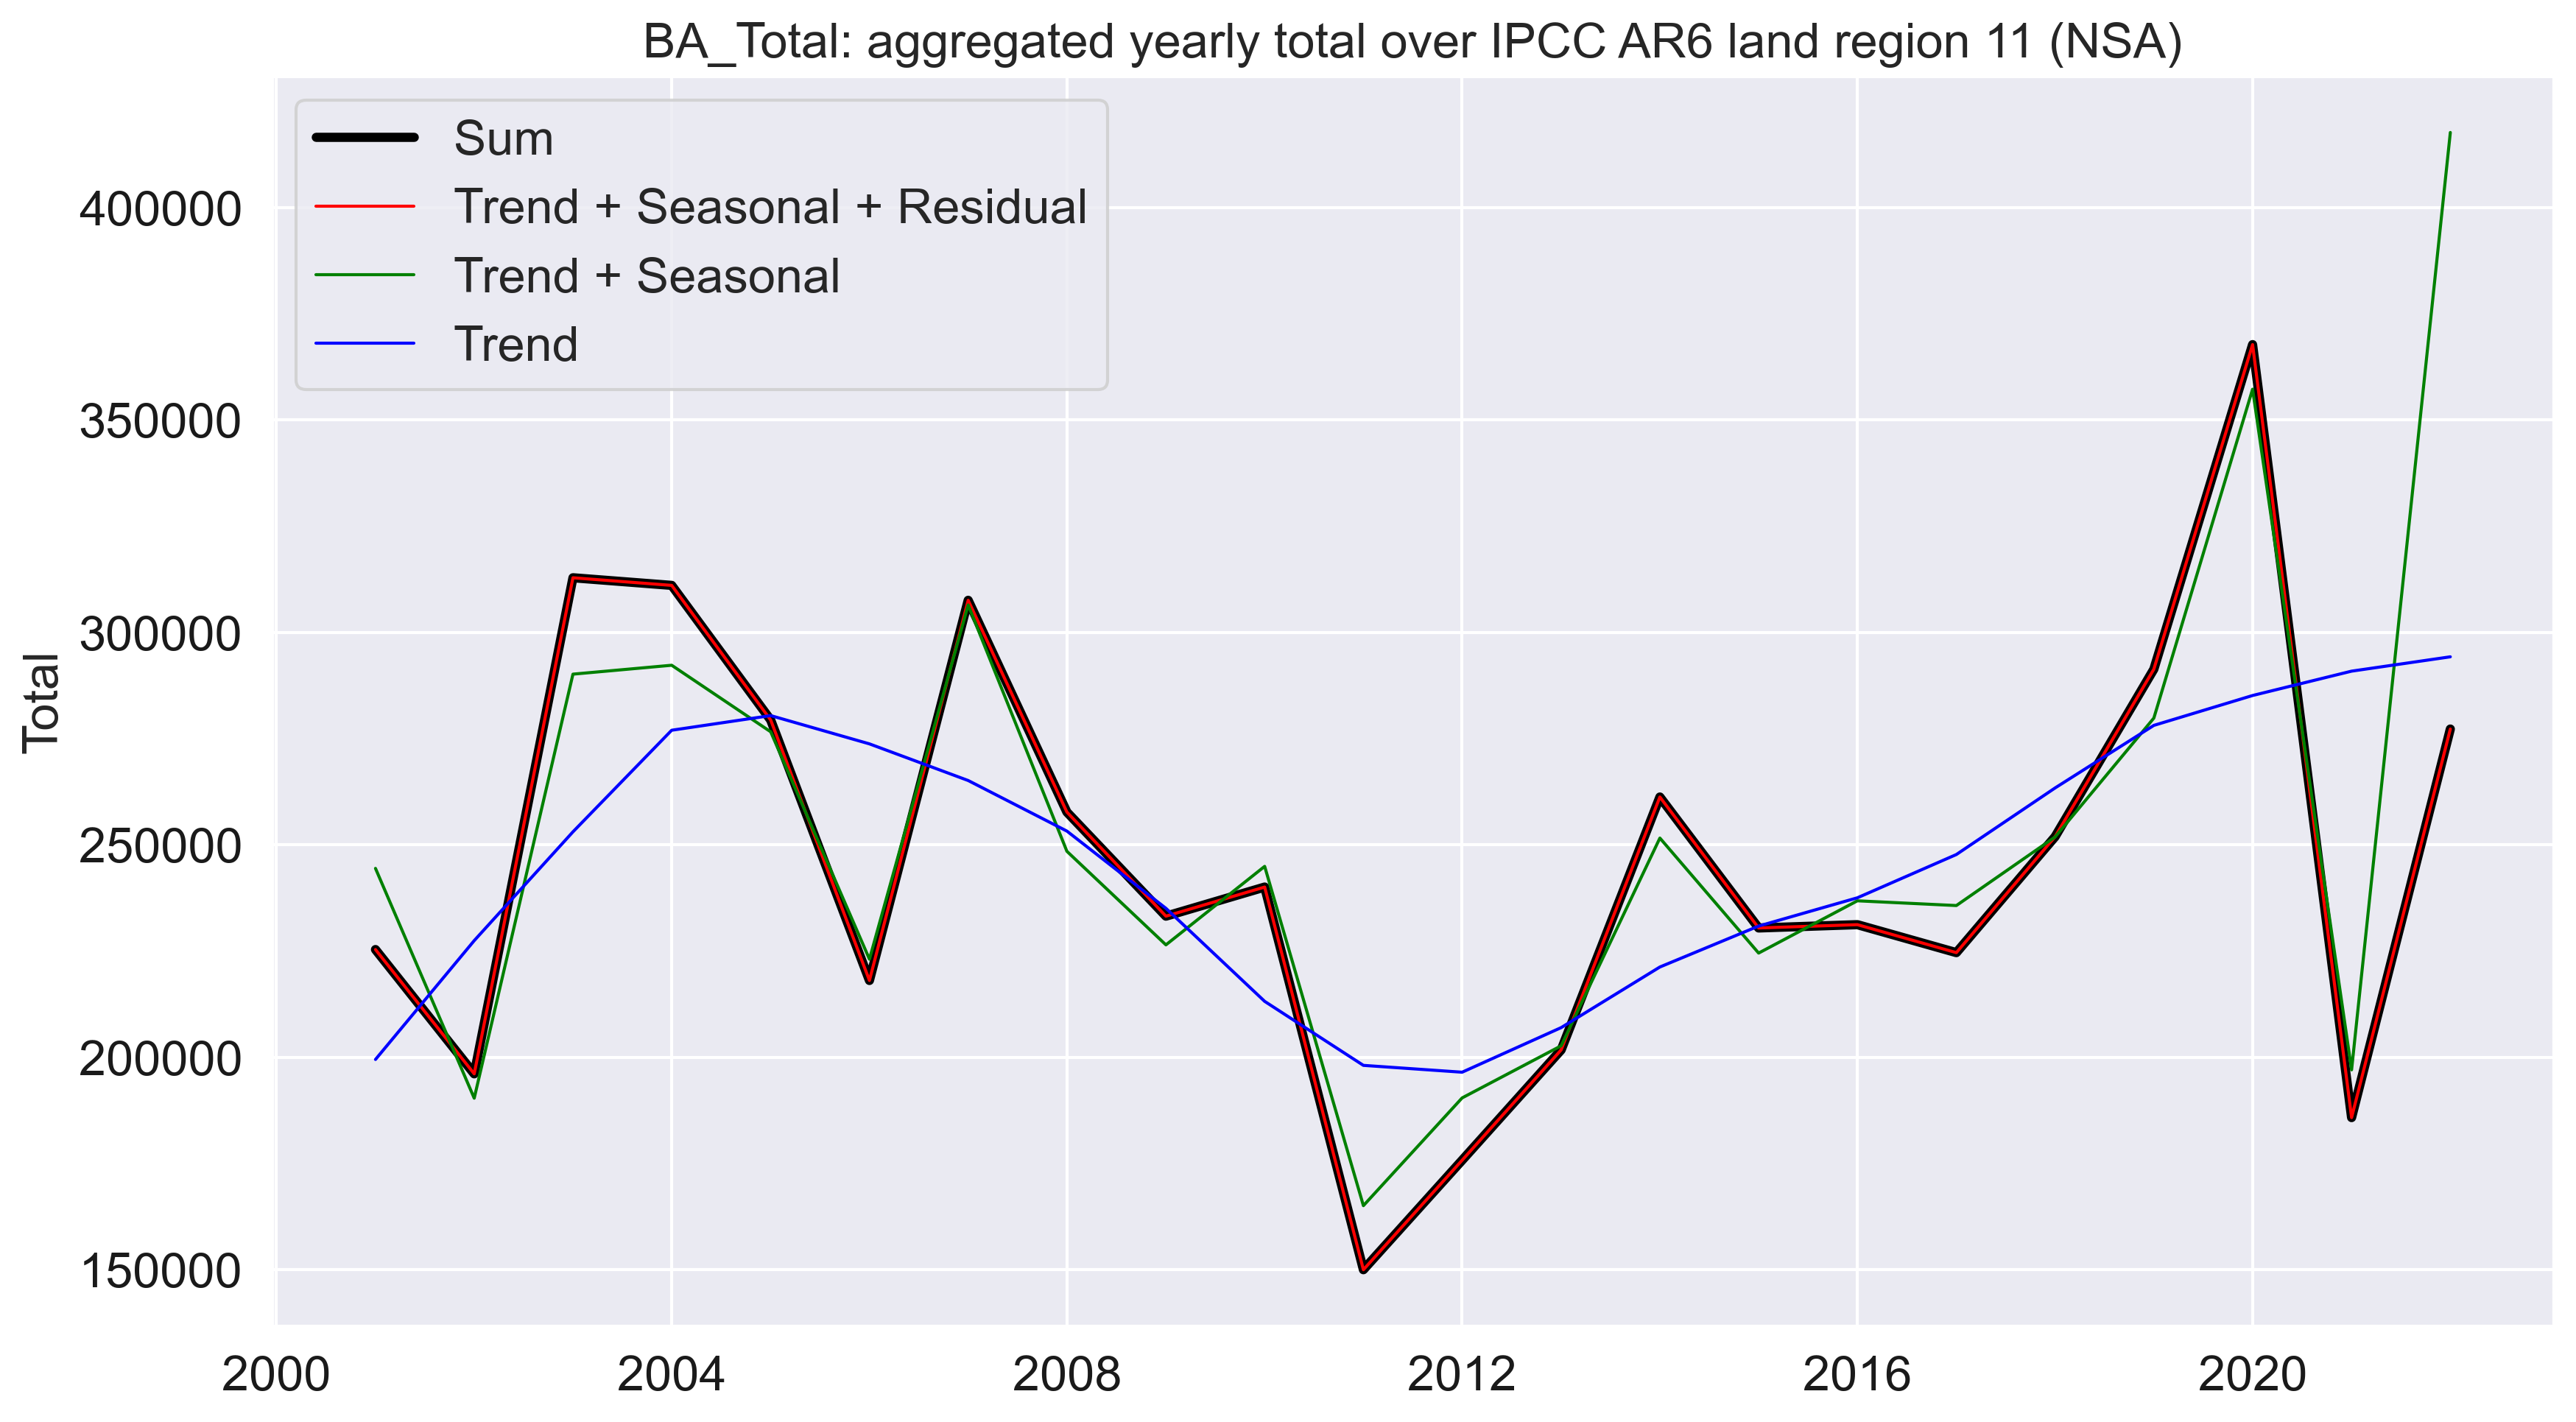 BA_Total: aggregated yearly total over IPCC AR6 land region 11 (NSA)
Sum
Trend + Seasonal + Residual
Trend + Seasonal
Trend
Total
400000
350000
300000
250000
200000
150000
2000 2004 2008 2012 2016 2020